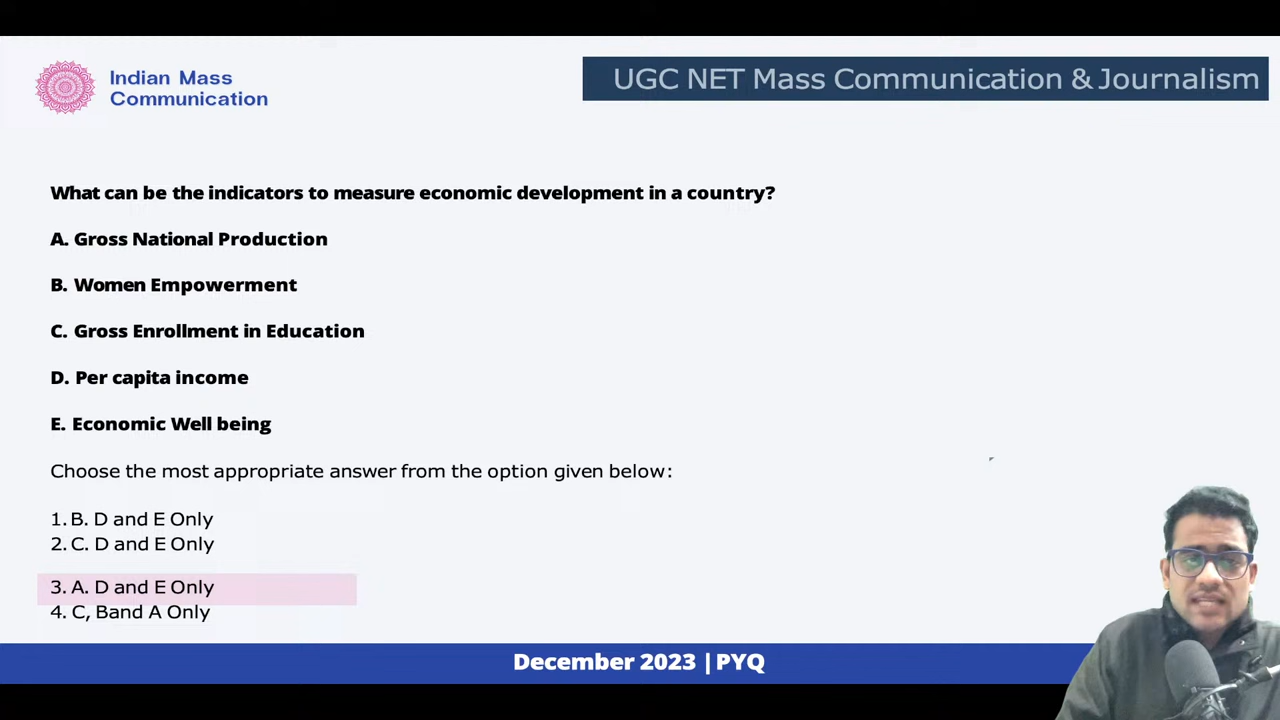 Indian Mass
Communication
UGC NET Mass Communication & Journalism
What can be the indicators to measure economic development in a country?
A. Gross National Production
B. Women Empowerment
C. Gross Enrollment in Education
D. Per capita income
E. Economic Well being
Choose the most appropriate answer from the option given below:
1. B. D and E Only
2. C. D and E Only
3. A. D and E Only
4. C, Band A Only
December 2023 | PYQ